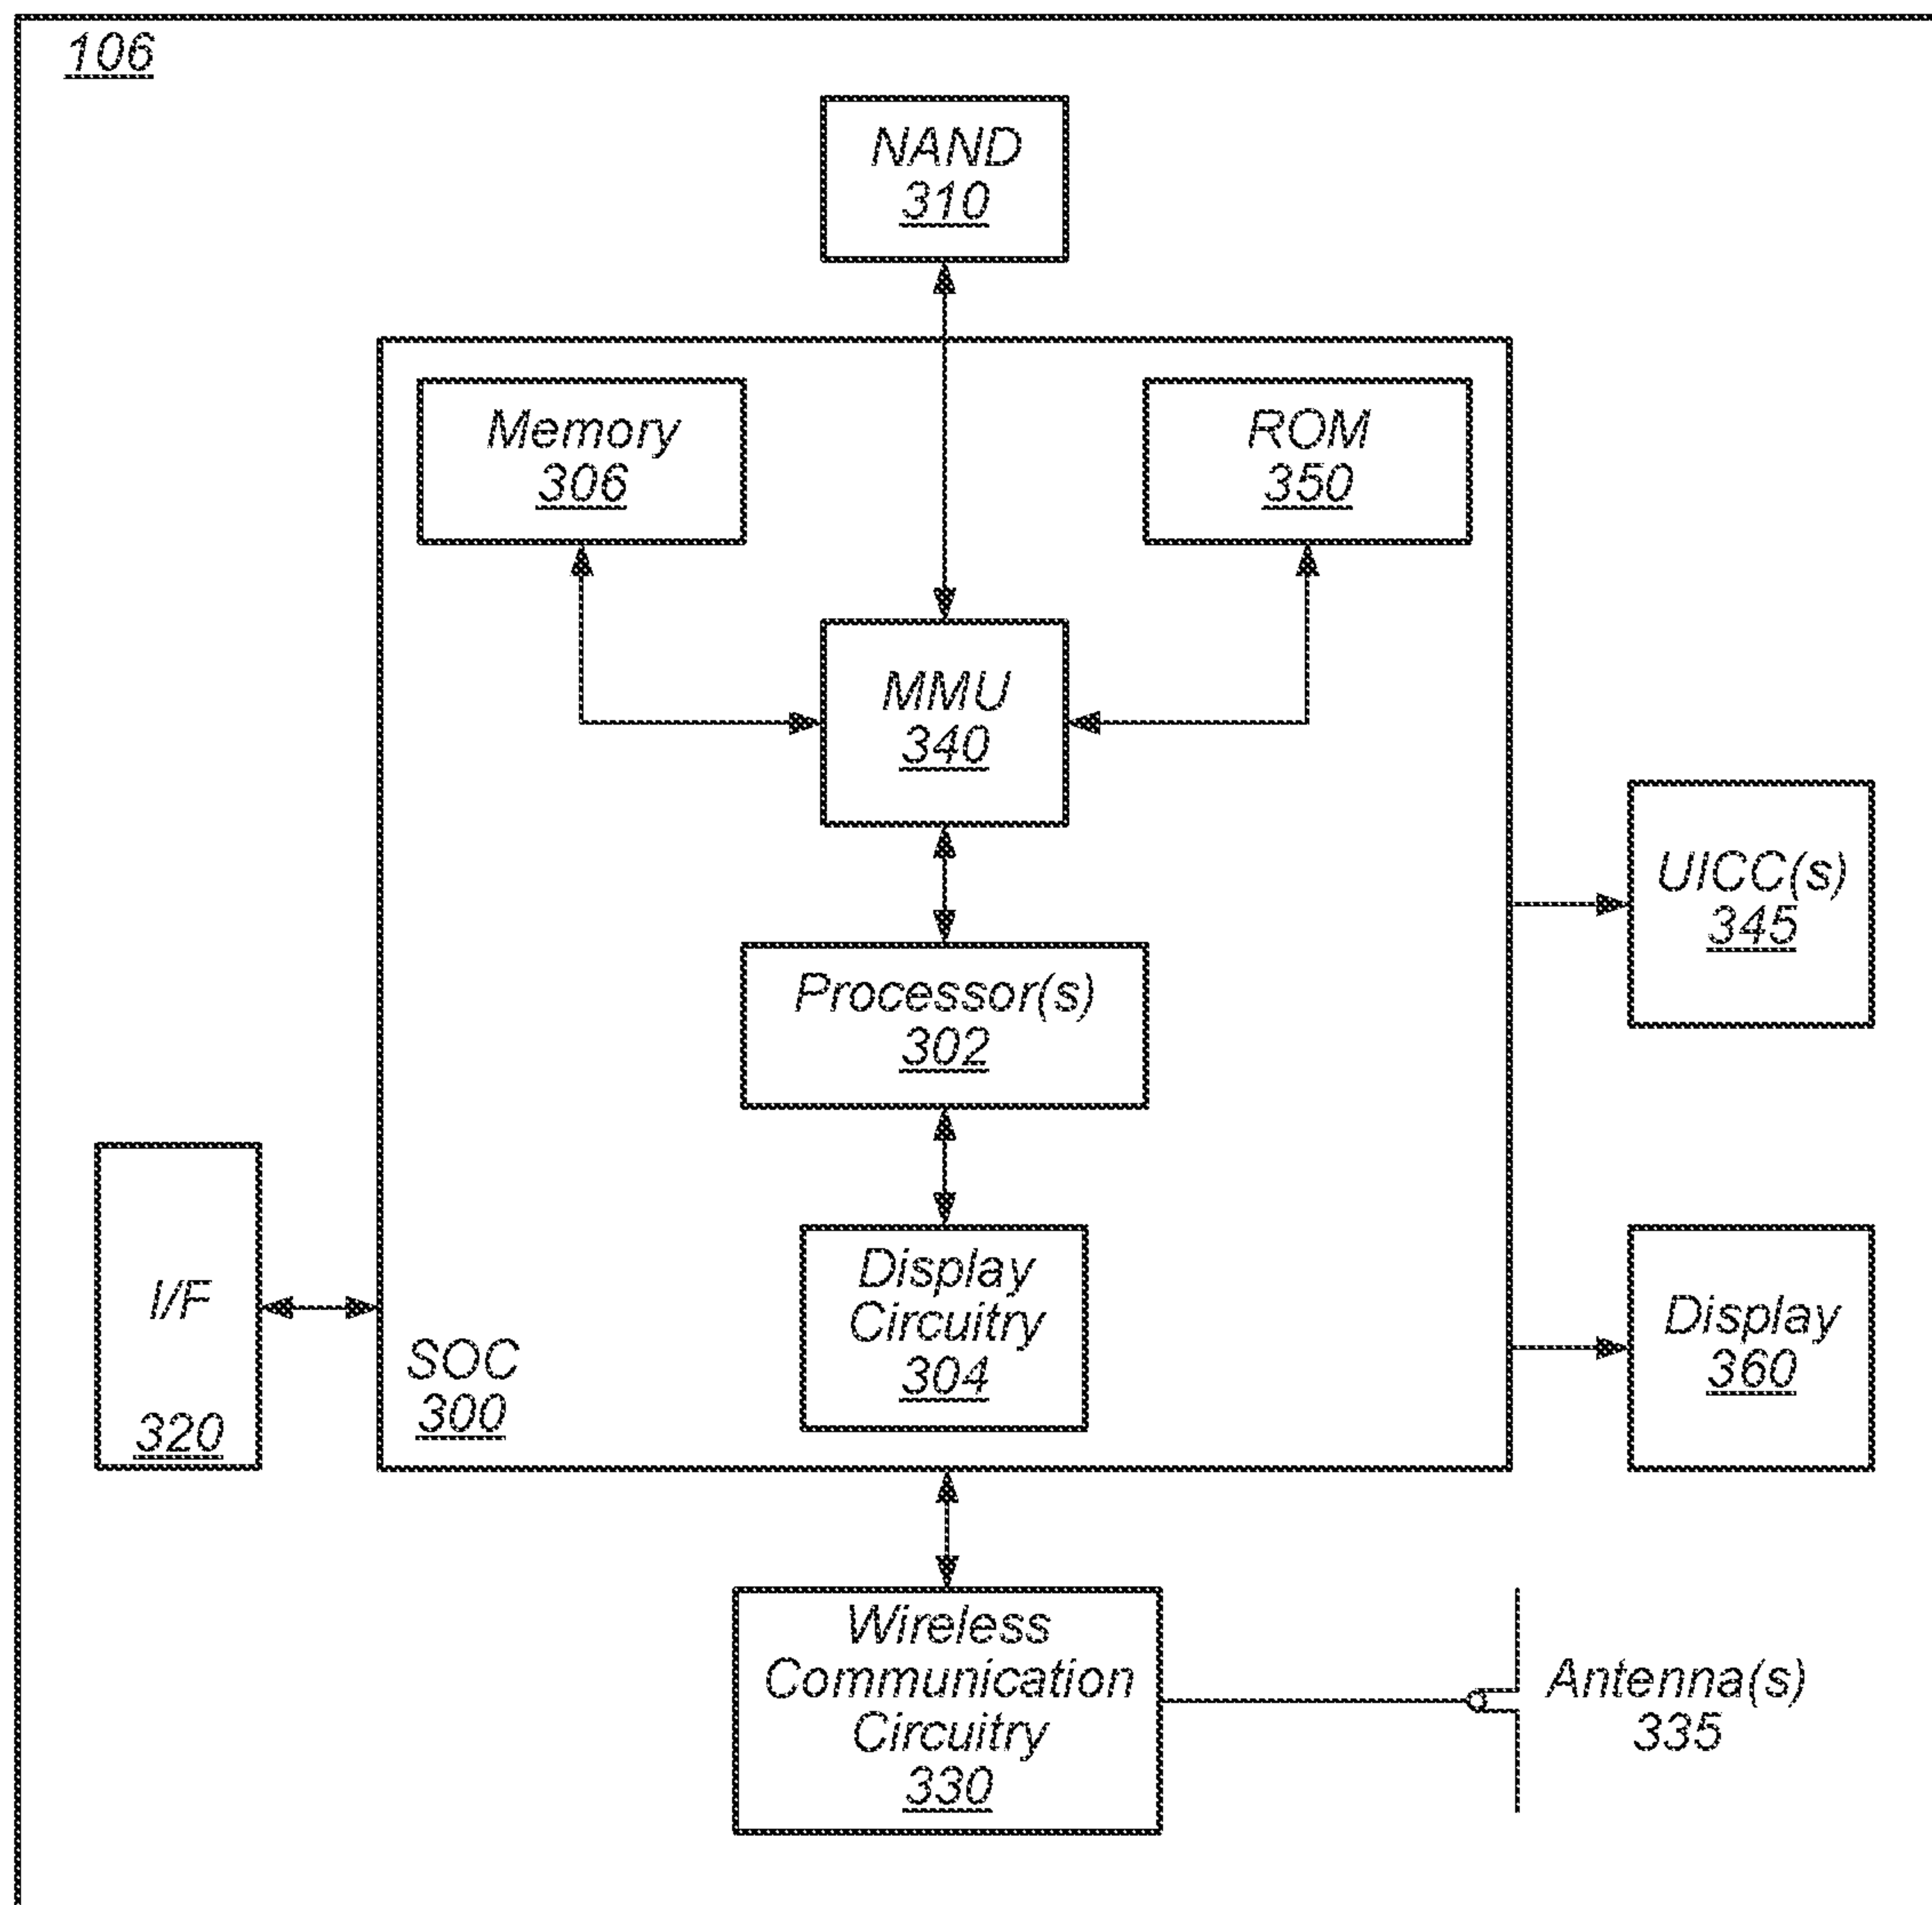 106
NAND
310
Memory
306
ROM
350
MMU
340
UICC(s)
345
Processor(s)
302
I/F
320
Display
Circuitry
304
SOC
300
Display
360
Wireless
Communication
Circuitry
330
Antenna(s)
335